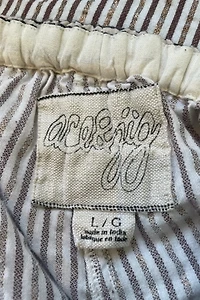 ace&jig
L / G
made in India
fabriqué en Inde